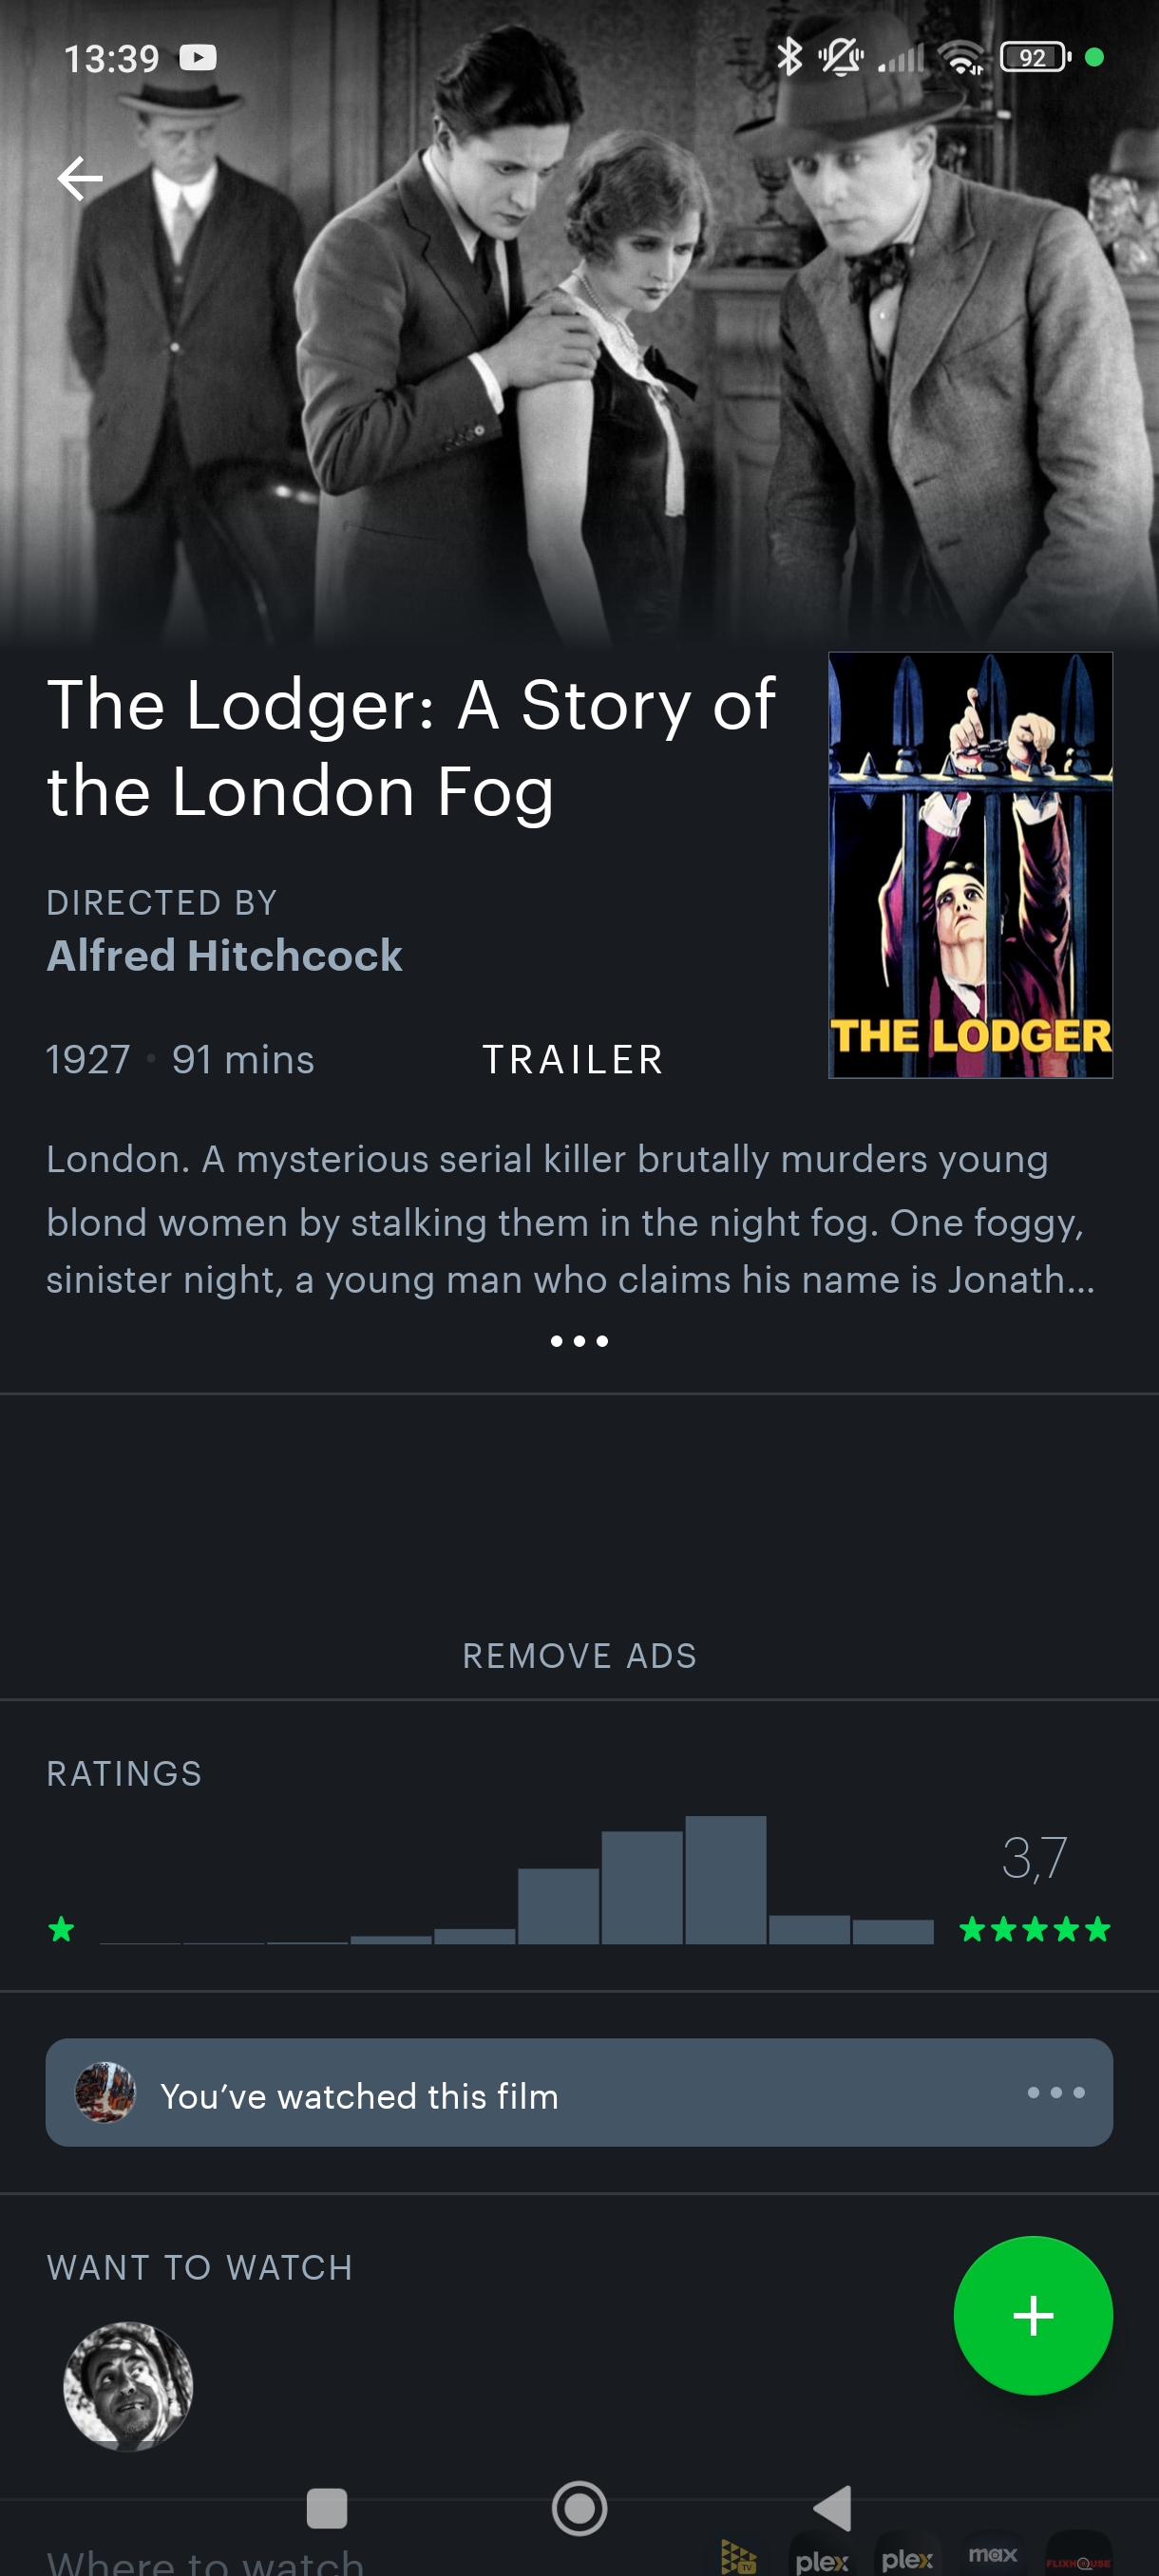 13:39
92
The Lodger: A Story of
the London Fog
DIRECTED BY
Alfred Hitchcock
1927 • 91 mins
TRAILER
THE LODGER
London. A mysterious serial killer brutally murders young
blond women by stalking them in the night fog. One foggy,
sinister night, a young man who claims his name is Jonath...
REMOVE ADS
RATINGS
3,7
You’ve watched this film
WANT TO WATCH
Where to watch
TV
plex
plex
max
FLIXHOUSE